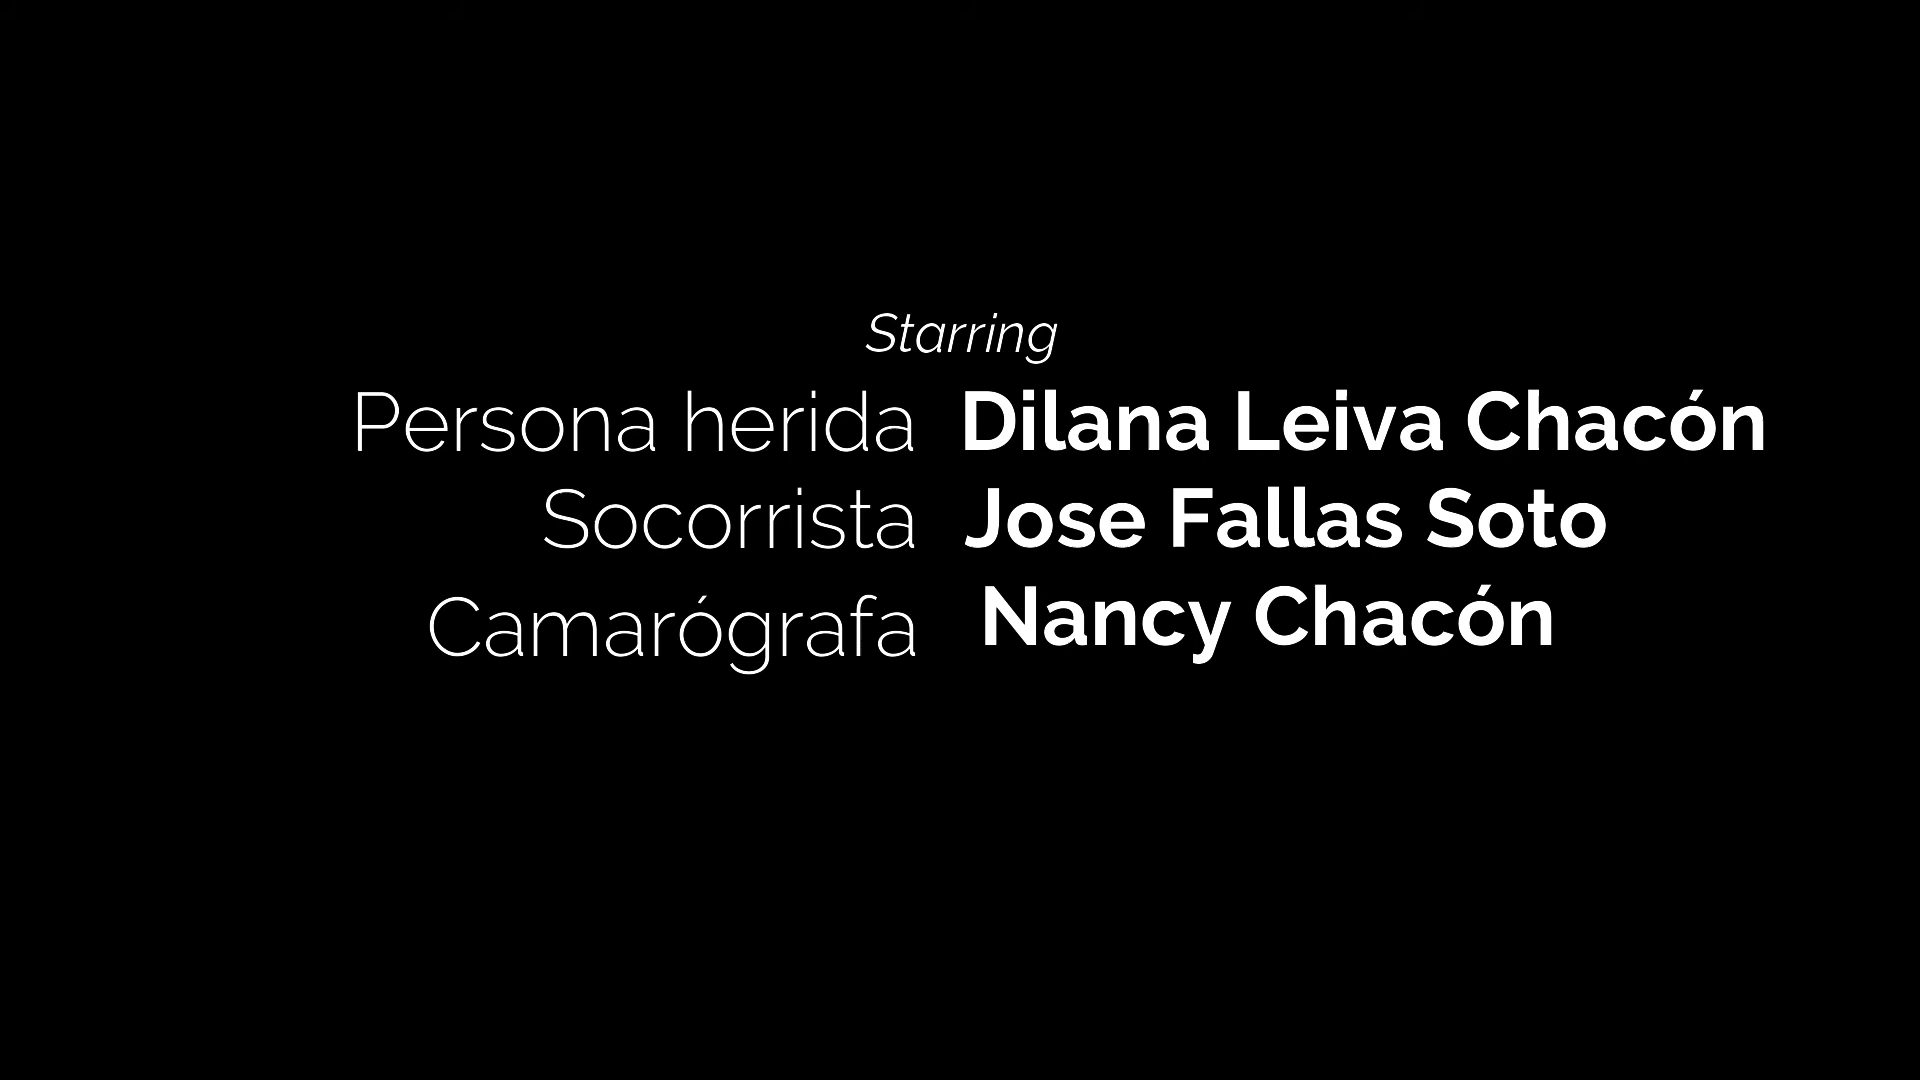 Starring
Persona herida Dilana Leiva Chacón
Socorrista Jose Fallas Soto
Camarógrafa Nancy Chacón